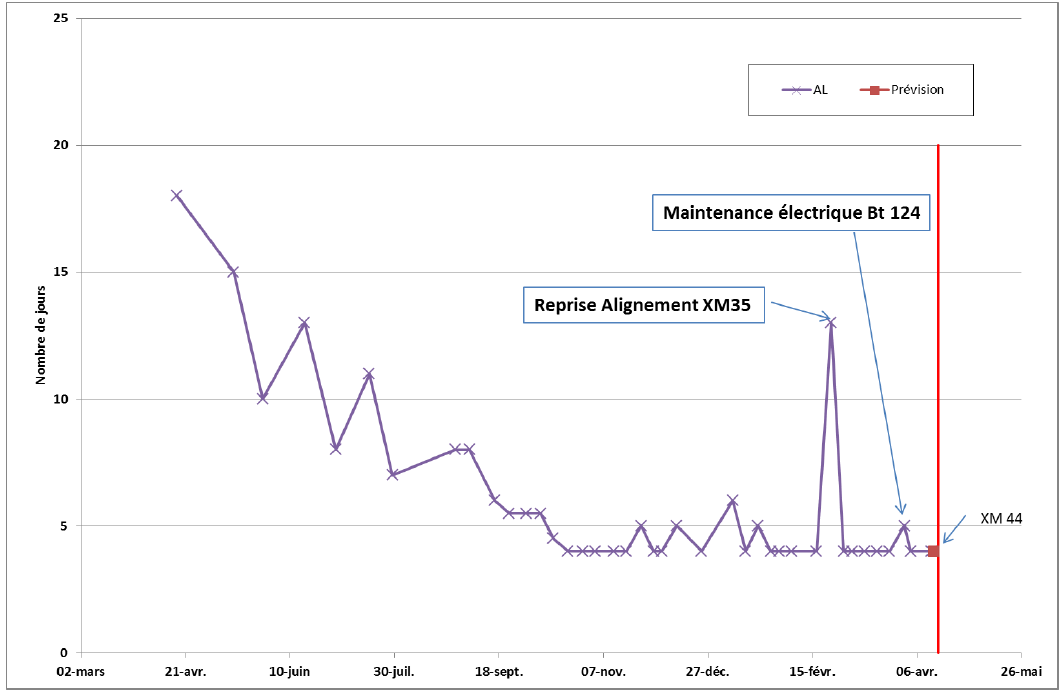 25
AL
Prévision
20
Maintenance électrique Bt 124
15
Reprise Alignement XM35
Nombre de jours
10
5
XM 44
0
02-mars
21-avr.
10-juin
30-juil.
18-sept.
07-nov.
27-déc.
15-févr.
06-avr.
26-mai